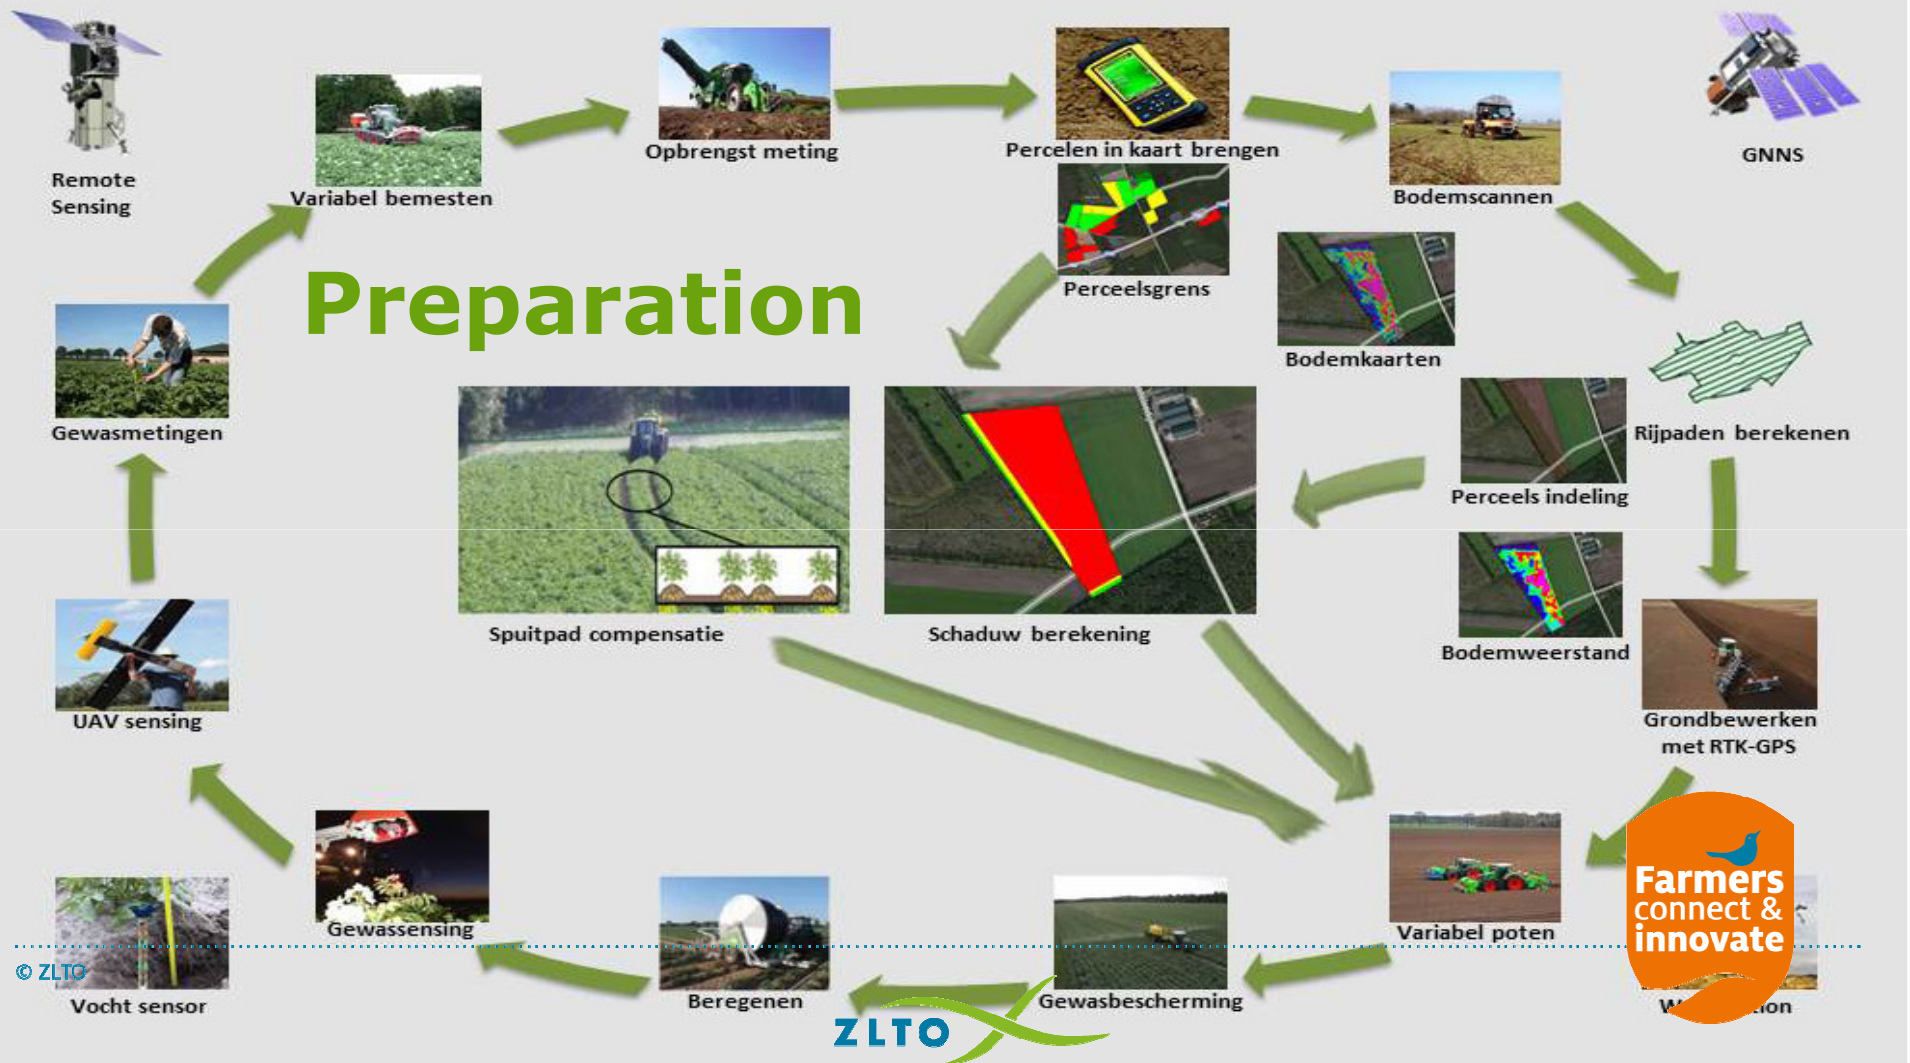 Remote
Sensing
Variabel bemesten
Opbrengst meting
Percelen in kaart brengen
Bodemscannen
GNNS
Preparation
Perceelsgrens
Bodemkaarten
Gewasmetingen
Rijpaden berekenen
Perceels indeling
Spuitpad compensatie
Schaduw berekening
Bodemweerstand
UAV sensing
Grondbewerken
met RTK-GPS
Farmers
connect &
innovate
Gewassensing
Variabel poten
© ZLTO
Vocht sensor
Beregenen
Gewasbescherming
ZLTO